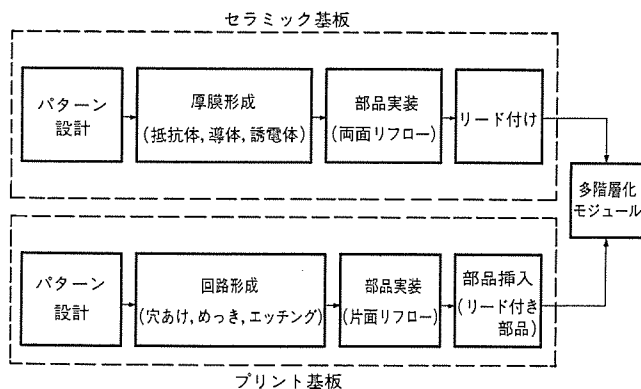 セラミック基板
パターン
設計
厚膜形成
(抵抗体,導体,誘電体)
部品実装
(両面リフロー)
リード付け
多階層化
モジュール
パターン
設計
回路形成
(穴あけ,めっき,エッチング)
部品実装
(片面リフロー)
部品挿入
(リード付き
部品)
プリント基板